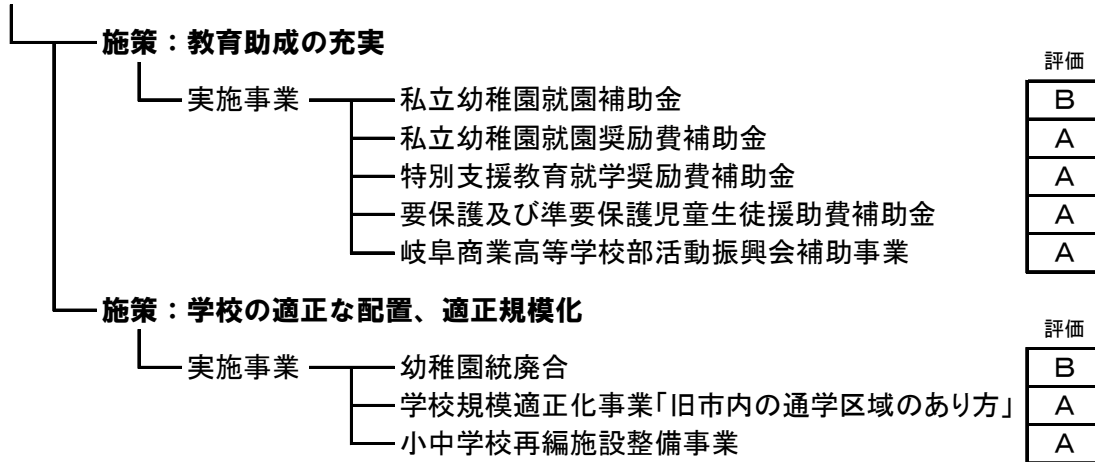 施策：教育助成の充実
評価
実施事業 私立幼稚園就園補助金 B
私立幼稚園就園奨励費補助金 A
特別支援教育就学奨励費補助金 A
要保護及び準要保護児童生徒援助費補助金 A
岐阜商業高等学校部活動振興会補助事業 A
施策：学校の適正な配置、適正規模化
評価
実施事業 幼稚園統廃合 B
学校規模適正化事業「旧市内の通学区域のあり方」 A
小中学校再編施設整備事業 A